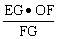 EG • OF
FG